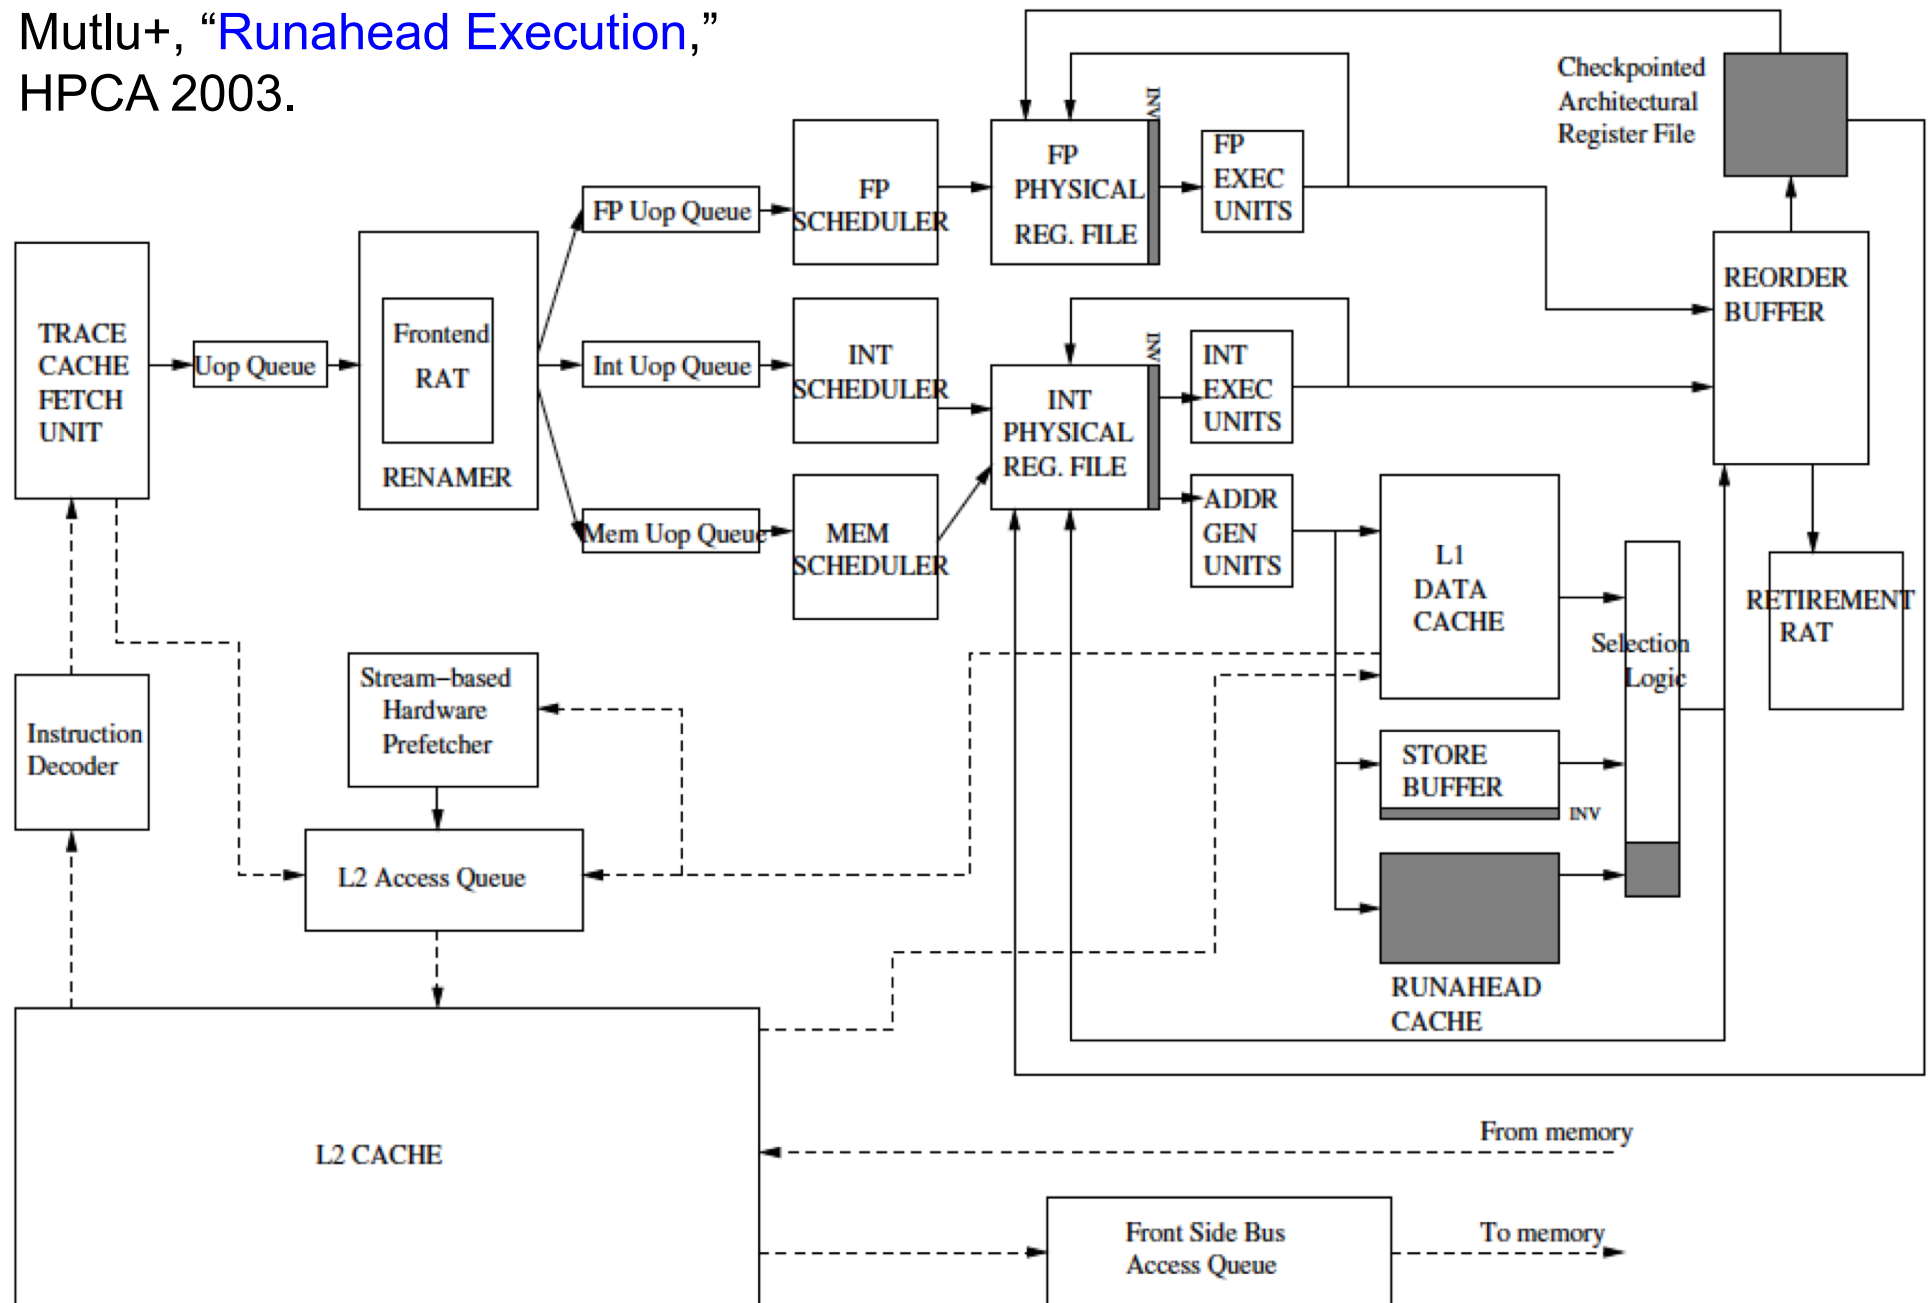 Mutlu+, “Runahead Execution,”
HPCA 2003.
Checkpointed
Architectural
Register File
INV
FP
PHYSICAL
REG. FILE
FP
EXEC
UNITS
FP
SCHEDULER
FP Uop Queue
REORDER
BUFFER
TRACE
CACHE
FETCH
UNIT
Uop Queue
Frontend
RAT
RENAMER
Int Uop Queue
INT
SCHEDULER
INV
INT
PHYSICAL
REG. FILE
INT
EXEC
UNITS
Mem Uop Queue
MEM
SCHEDULER
ADDR
GEN
UNITS
L1
DATA
CACHE
Selection
Logic
RETIREMENT
RAT
Instruction
Decoder
Stream–based
Hardware
Prefetcher
STORE
BUFFER
INV
L2 Access Queue
RUNAHEAD
CACHE
L2 CACHE
From memory
Front Side Bus
Access Queue
To memory